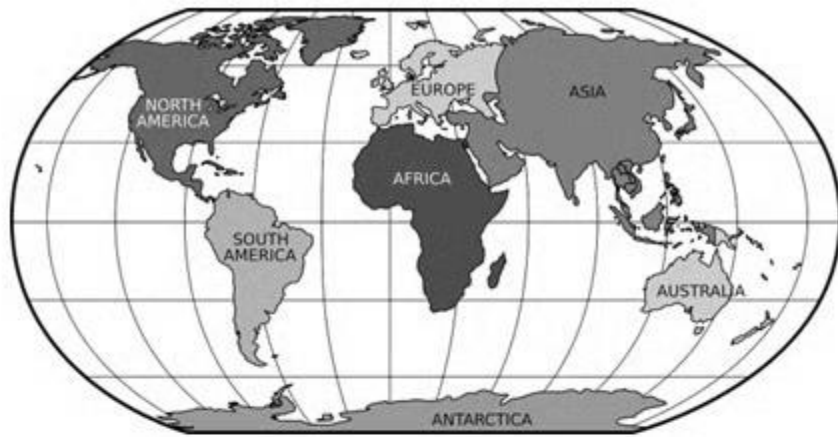 NORTH
AMERICA
EUROPE
ASIA
AFRICA
SOUTH
AMERICA
AUSTRALIA
ANTARCTICA